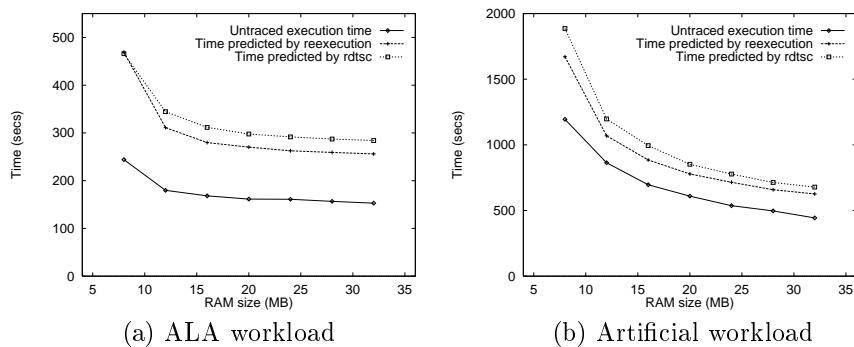 500
400
300
200
100
0
Time (secs)
Untraced execution time
Time predicted by reexecution
Time predicted by rdtsc
5 10 15 20 25 30 35
RAM size (MB)
(a) ALA workload
2000
1500
1000
500
0
Time (secs)
Untraced execution time
Time predicted by reexecution
Time predicted by rdtsc
5 10 15 20 25 30 35
RAM size (MB)
(b) Artificial workload